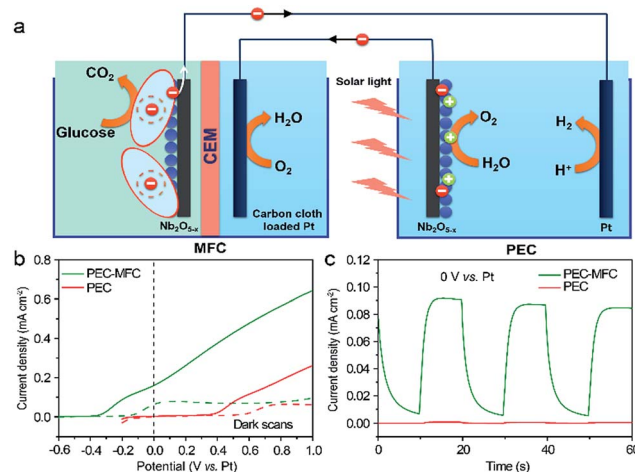 a
CO2
Glucose
CEM
H2O
O2
Carbon cloth
loaded Pt
Nb2O5-x
MFC
Solar light
O2
H2O
Nb2O5-x
H2
H+
Pt
PEC
b
PEC-MFC
PEC
Dark scans
Current density (mA cm-2)
0.8
0.6
0.4
0.2
0.0
-0.6 -0.4 -0.2 0.0 0.2 0.4 0.6 0.8 1.0
Potential (V vs. Pt)
c
0 V vs. Pt
PEC-MFC
PEC
Current density (mA cm-2)
0.12
0.10
0.08
0.06
0.04
0.02
0.00
0 20 40 60
Time (s)